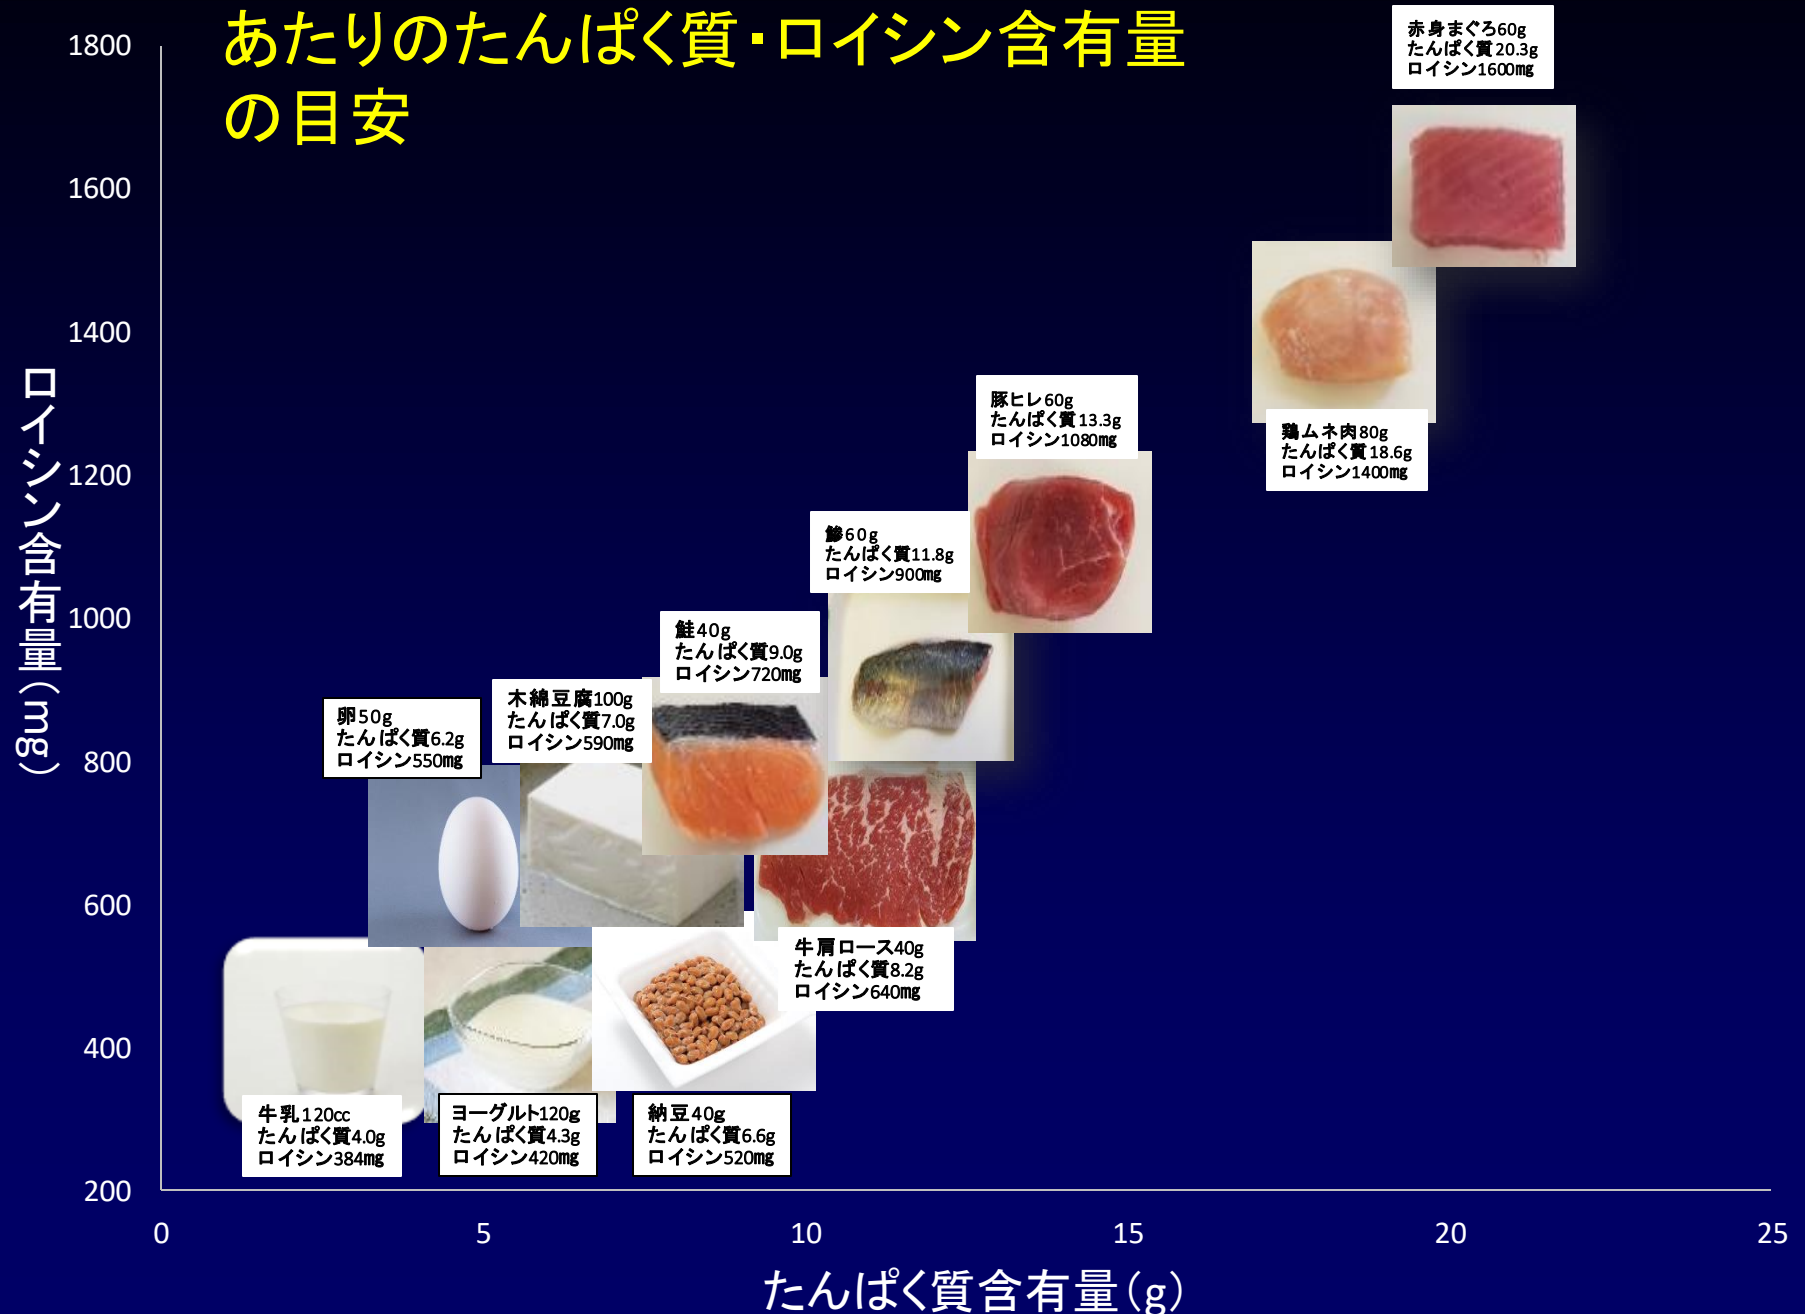 あたりのたんぱく質・ロイシン含有量
の目安
赤身まぐろ60g
たんぱく質20.3g
ロイシン1600mg
鶏ムネ肉80g
たんぱく質18.6g
ロイシン1400mg
豚ヒレ60g
たんぱく質13.3g
ロイシン1080mg
鯵60g
たんぱく質11.8g
ロイシン900mg
鮭40g
たんぱく質9.0g
ロイシン720mg
木綿豆腐100g
たんぱく質7.0g
ロイシン590mg
卵50g
たんぱく質6.2g
ロイシン550mg
牛肩ロース40g
たんぱく質8.2g
ロイシン640mg
牛乳120cc
たんぱく質4.0g
ロイシン384mg
ヨーグルト120g
たんぱく質4.3g
ロイシン420mg
納豆40g
たんぱく質6.6g
ロイシン520mg
ロイシン含有量(mg)
1800
1600
1400
1200
1000
800
600
400
200
0 5 10 15 20 25
たんぱく質含有量(g)